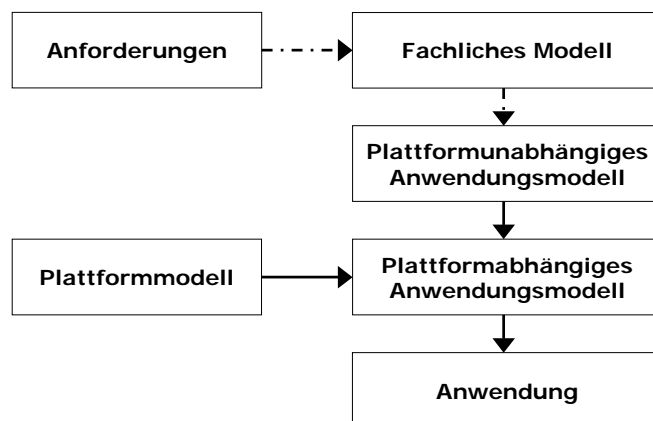 Anforderungen
Fachliches Modell
Plattformunabhängiges
Anwendungsmodell
Plattformmodell
Plattformabhängiges
Anwendungsmodell
Anwendung